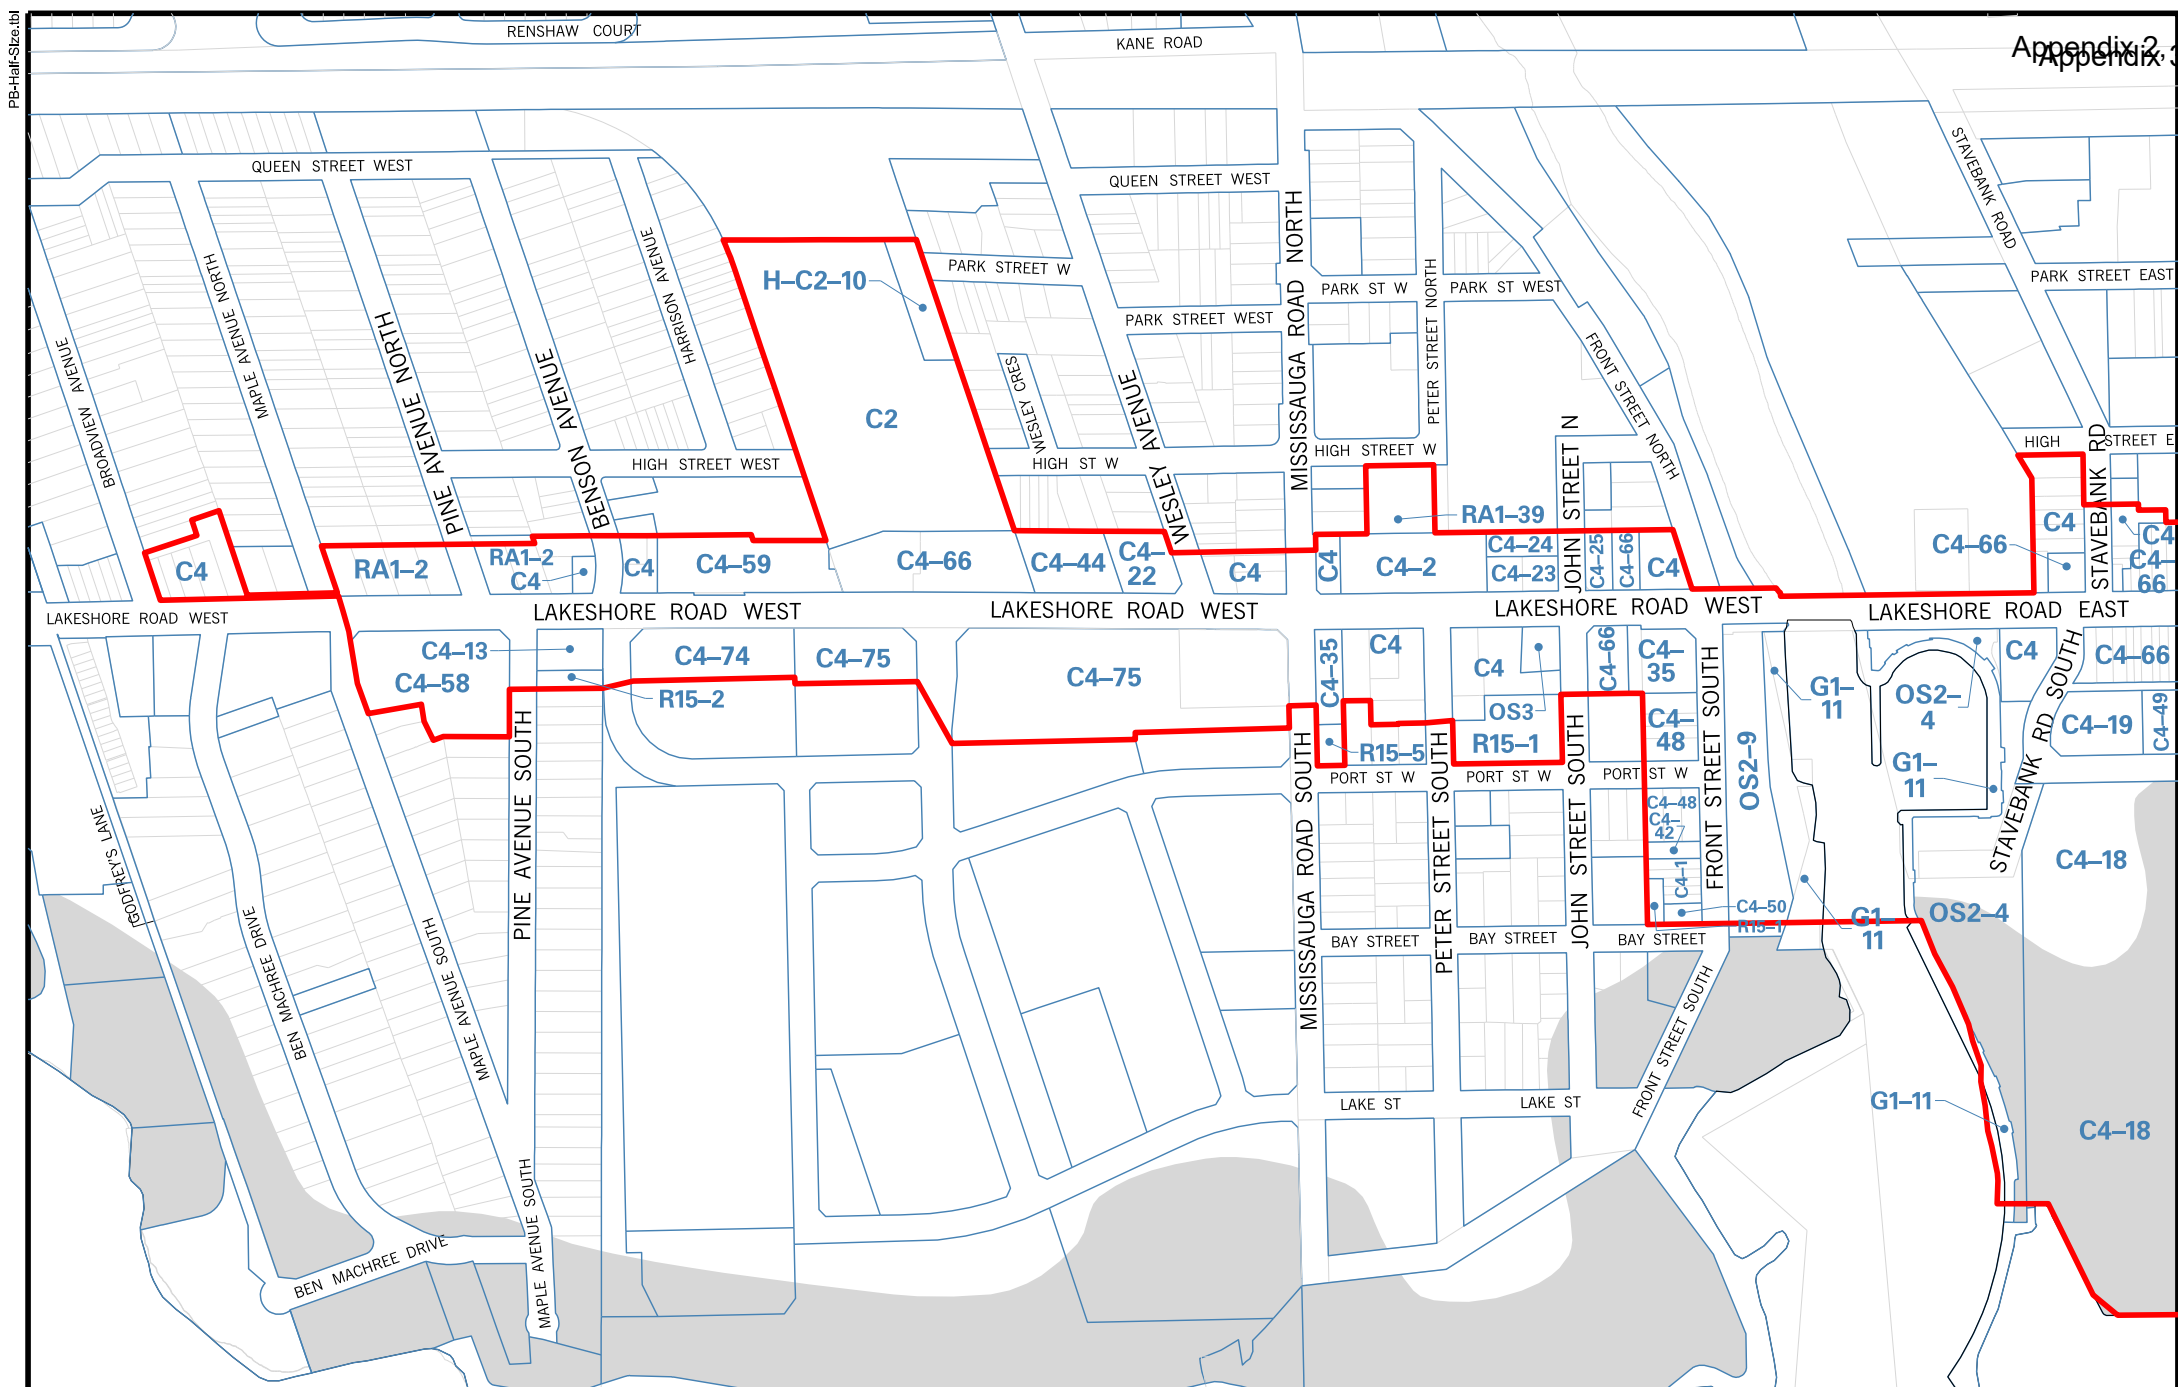 PB-Half-Size.tbl
Appendix 2,
Appendix 3
RENSHAW COURT
KANE ROAD
QUEEN STREET WEST
QUEEN STREET WEST
STAVEBANK ROAD
MAPLE AVENUE NORTH
BROADVIEW AVENUE
PINE AVENUE NORTH
BENSON AVENUE
HARRISON AVENUE
H–C2–10
C2
PARK STREET W
PARK STREET WEST
WESLEY CRES
WESLEY AVENUE
MISSISSAUGA ROAD NORTH
PARK ST W
PARK ST WEST
PETER STREET NORTH
FRONT STREET NORTH
PARK STREET EAST
HIGH STREET WEST
HIGH ST W
HIGH STREET W
JOHN STREET N
HIGH STREET E
STAVEBANK RD
C4
RA1–2
RA1–2
C4
C4
C4–59
C4–66
C4–44
C4–
22
C4
C4
C4–2
RA1–39
C4–24
C4–23
C4–25
C4–66
C4
C4–66
C4
C4
C4–
66
LAKESHORE ROAD WEST
LAKESHORE ROAD WEST
LAKESHORE ROAD WEST
LAKESHORE ROAD WEST
LAKESHORE ROAD EAST
C4–13
C4–58
R15–2
C4–74
C4–75
C4–75
C4–35
C4
R15–5
C4
OS3
R15–1
C4–66
C4–
35
C4–
48
G1–
11
OS2–
4
C4
C4–66
C4–19
C4–49
G1–
11
OS2–9
PORT ST W
PORT ST W
PORT ST W
C4–48
C4–
42
C4–1
C4–50
R15–1
G1–
11
OS2–4
C4–18
GODFREY'S LANE
BEN MACHREE DRIVE
MAPLE AVENUE SOUTH
PINE AVENUE SOUTH
MISSISSAUGA ROAD SOUTH
PETER STREET SOUTH
JOHN STREET SOUTH
FRONT STREET SOUTH
STAVEBANK RD SOUTH
STAVEBANK ROAD
BAY STREET
BAY STREET
BAY STREET
FRONT STREET SOUTH
LAKE ST
LAKE ST
G1–11
C4–18
BEN MACHREE DRIVE
MAPLE AVENUE SOUTH